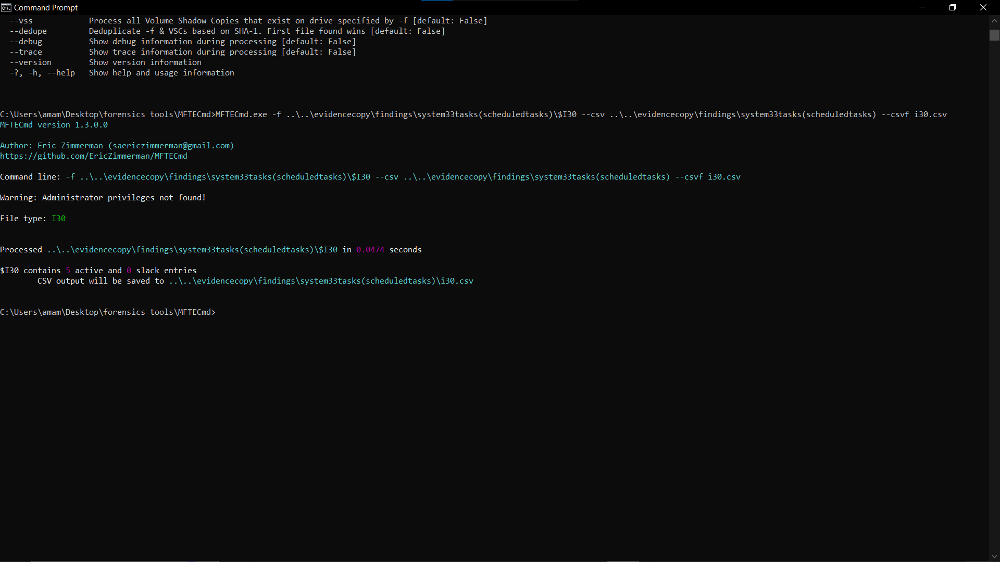 Command Prompt
--vss Process all Volume Shadow Copies that exist on drive specified by -f [default: False]
--dedupe Deduplicate -f & VSCs based on SHA-1. First file found wins [default: False]
--debug Show debug information during processing [default: False]
--trace Show trace information during processing [default: False]
--version Show version information
-?, -h, --help Show help and usage information
C:\Users\amam\Desktop\forensics tools\MFTECmd>MFTECmd.exe -f ..\..\evidencecopy\findings\system33tasks(scheduledtasks)\$I30 --csv ..\..\evidencecopy\findings\system33tasks(scheduledtasks) --csvf i30.csv
MFTECmd version 1.3.0.0
Author: Eric Zimmerman (saericzimmerman@gmail.com)
https://github.com/EricZimmerman/MFTECmd
Command line: -f ..\..\evidencecopy\findings\system33tasks(scheduledtasks)\$I30 --csv ..\..\evidencecopy\findings\system33tasks(scheduledtasks) --csvf i30.csv
Warning: Administrator privileges not found!
File type: I30
Processed ..\..\evidencecopy\findings\system33tasks(scheduledtasks)\$I30 in 0.0474 seconds
$I30 contains 5 active and 0 slack entries
CSV output will be saved to ..\..\evidencecopy\findings\system33tasks(scheduledtasks)\i30.csv
C:\Users\amam\Desktop\forensics tools\MFTECmd>